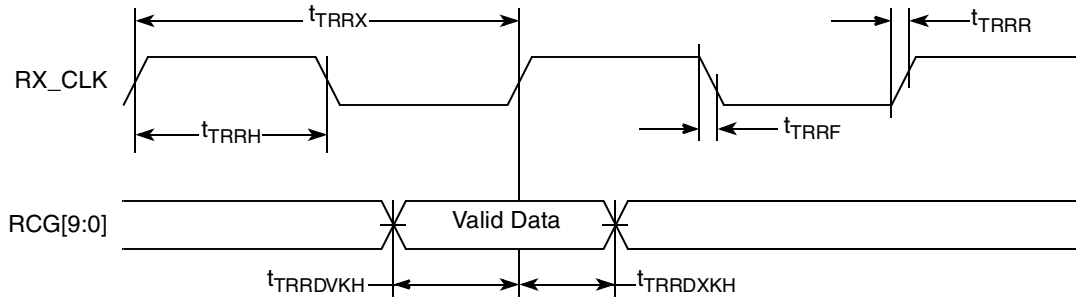 tTRRX
tTRRR
RX_CLK
tTRRH
tTRRF
RCG[9:0]
Valid Data
tTRRDVKH
tTRRDXKH